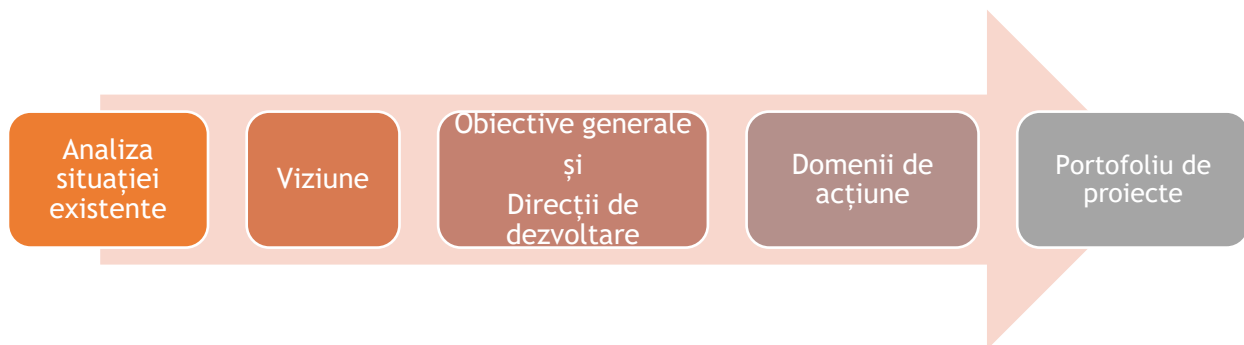 Analiza
situației
existente
Viziune
Obiective generale
și
Direcții de
dezvoltare
Domenii de
acțiune
Portofoliu de
proiecte